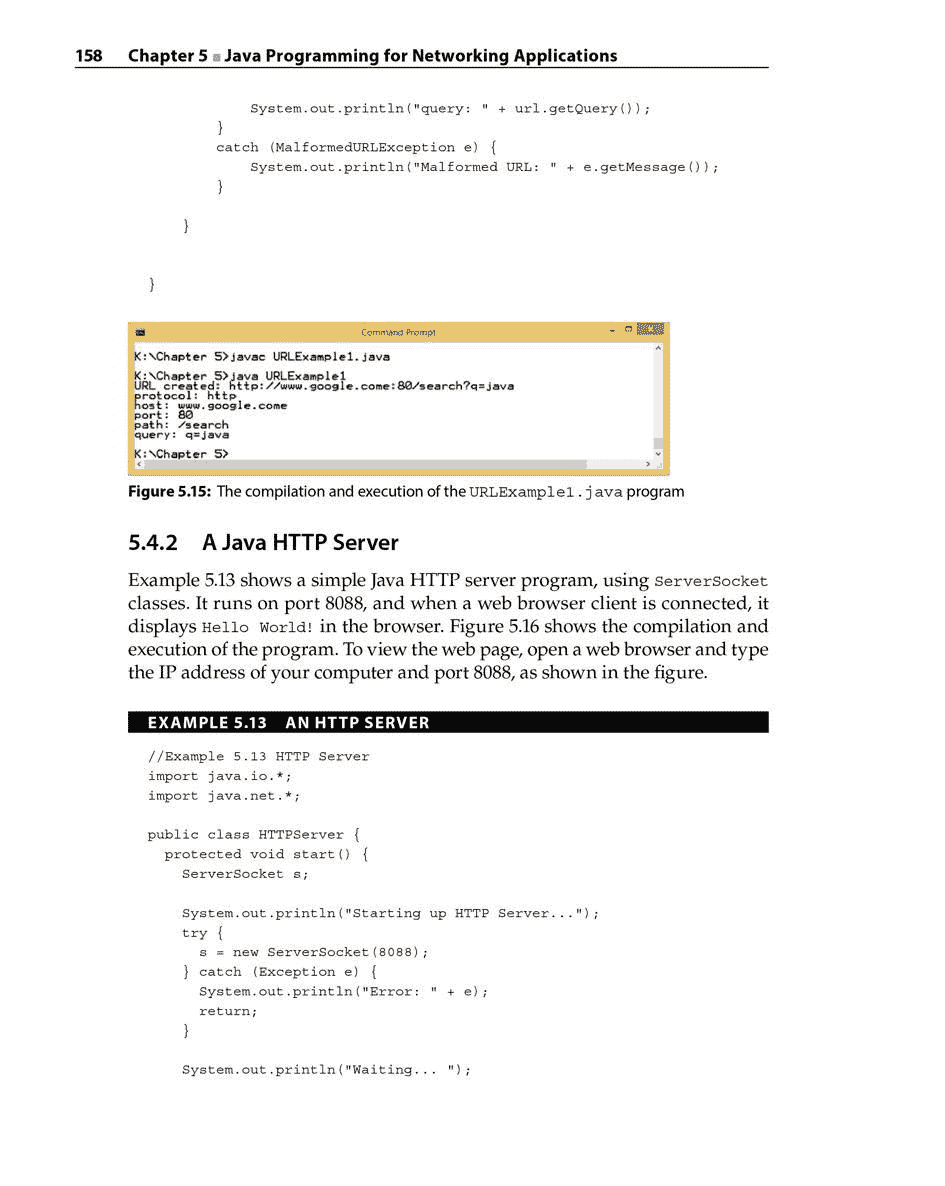 158 Chapter 5 ■ Java Programming for Networking Applications
System.out.println("query: " + url.getQuery());
}
catch (MalformedURLException e) {
System.out.println("Malformed URL: " + e.getMessage());
}
}
}
Command Prompt
K:\Chapter 5>javac URLExample1.java
K:\Chapter 5>java URLExample1
URL created: http://www.google.come:80/search?q=java
protocol: http
host: www.google.come
port: 80
path: /search
query: q=java
K:\Chapter 5>
Figure 5.15: The compilation and execution of the URLExample1.java program
5.4.2 A Java HTTP Server
Example 5.13 shows a simple Java HTTP server program, using ServerSocket
classes. It runs on port 8088, and when a web browser client is connected, it
displays Hello World! in the browser. Figure 5.16 shows the compilation and
execution of the program. To view the web page, open a web browser and type
the IP address of your computer and port 8088, as shown in the figure.
EXAMPLE 5.13 AN HTTP SERVER
//Example 5.13 HTTP Server
import java.io.*;
import java.net.*;
public class HTTPServer {
protected void start() {
ServerSocket s;
System.out.println("Starting up HTTP Server...");
try {
s = new ServerSocket(8088);
} catch (Exception e) {
System.out.println("Error: " + e);
return;
}
System.out.println("Waiting... ");